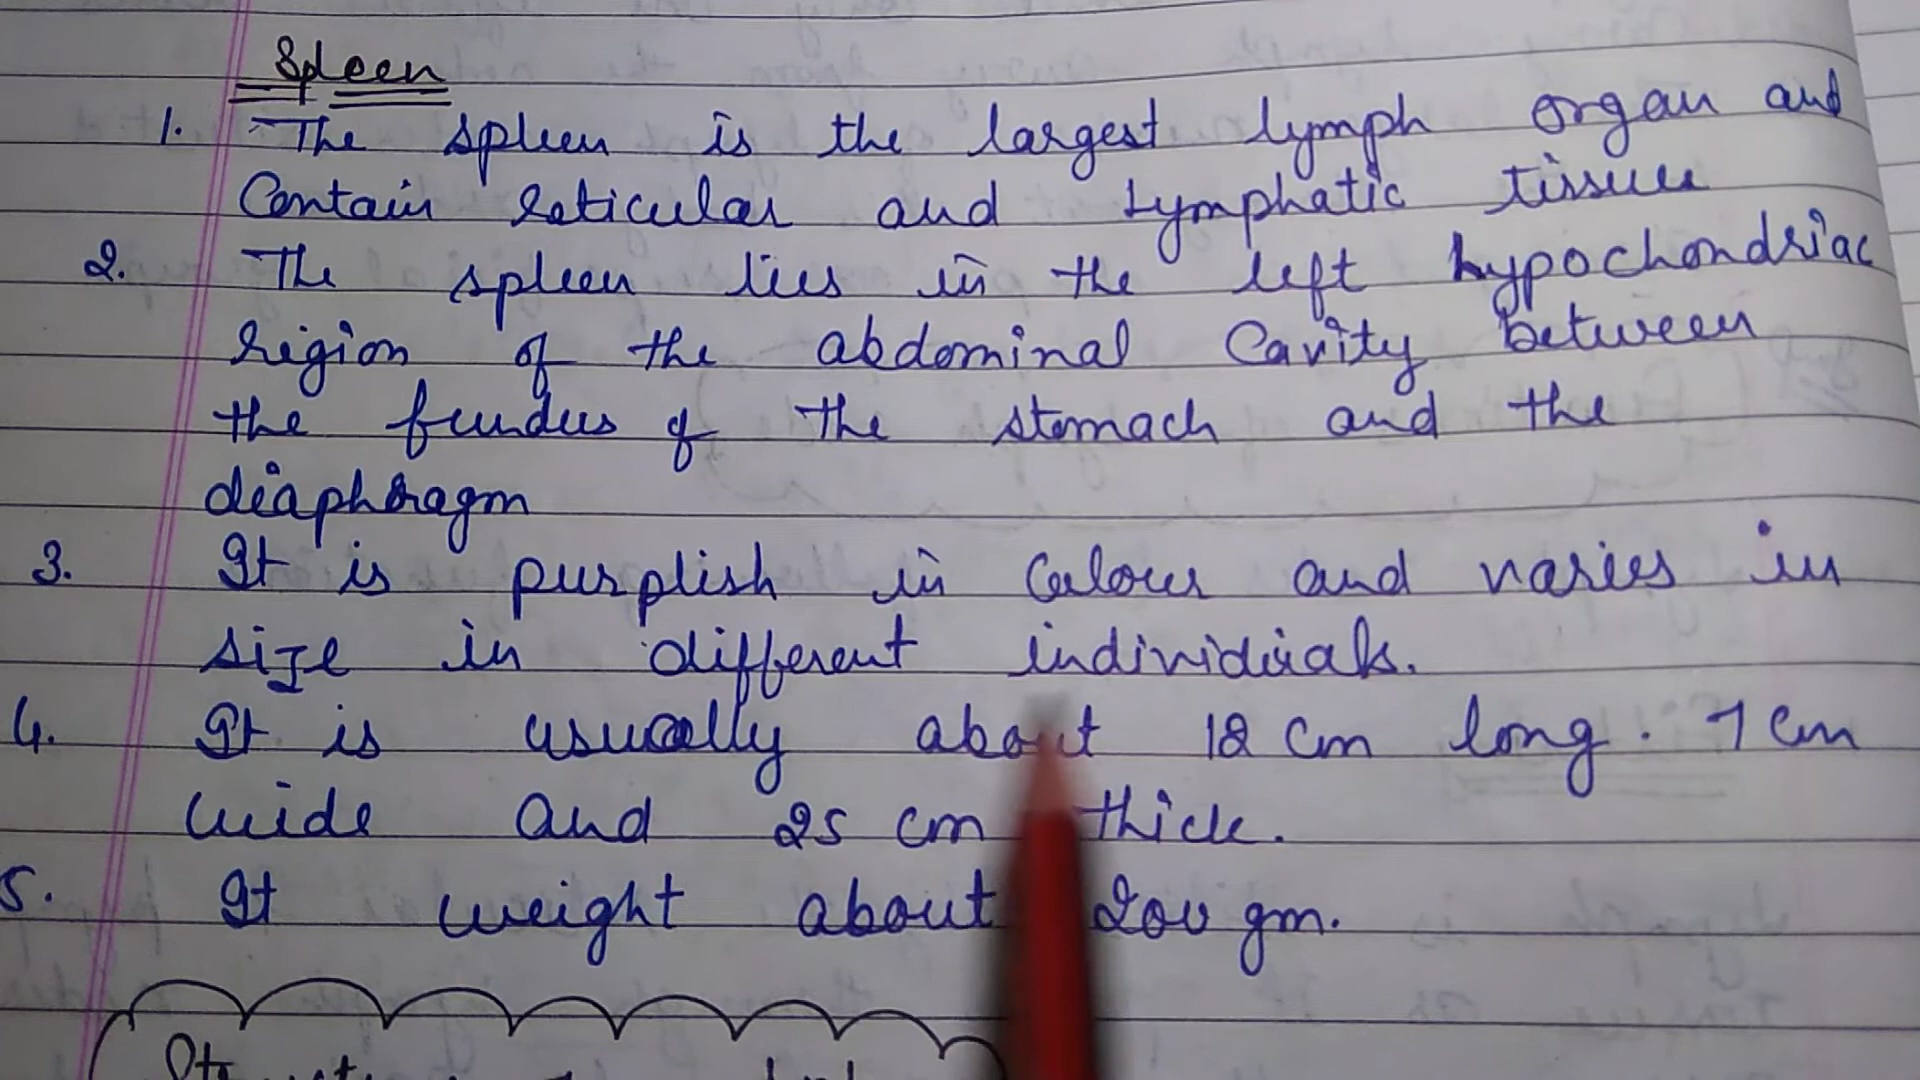 Spleen
1. The spleen is the largest lymph organ and
Contain reticular and lymphatic tissue
2. The spleen lies in the left hypochondriac
region of the abdominal Cavity between
the fundus of the stomach and the
diaphragm
3. It is purplish in Colour and varies in
size in different individuals.
4. It is usually about 12 cm long. 7 cm
wide and 25 cm thick.
5. It weight about 200 gm.